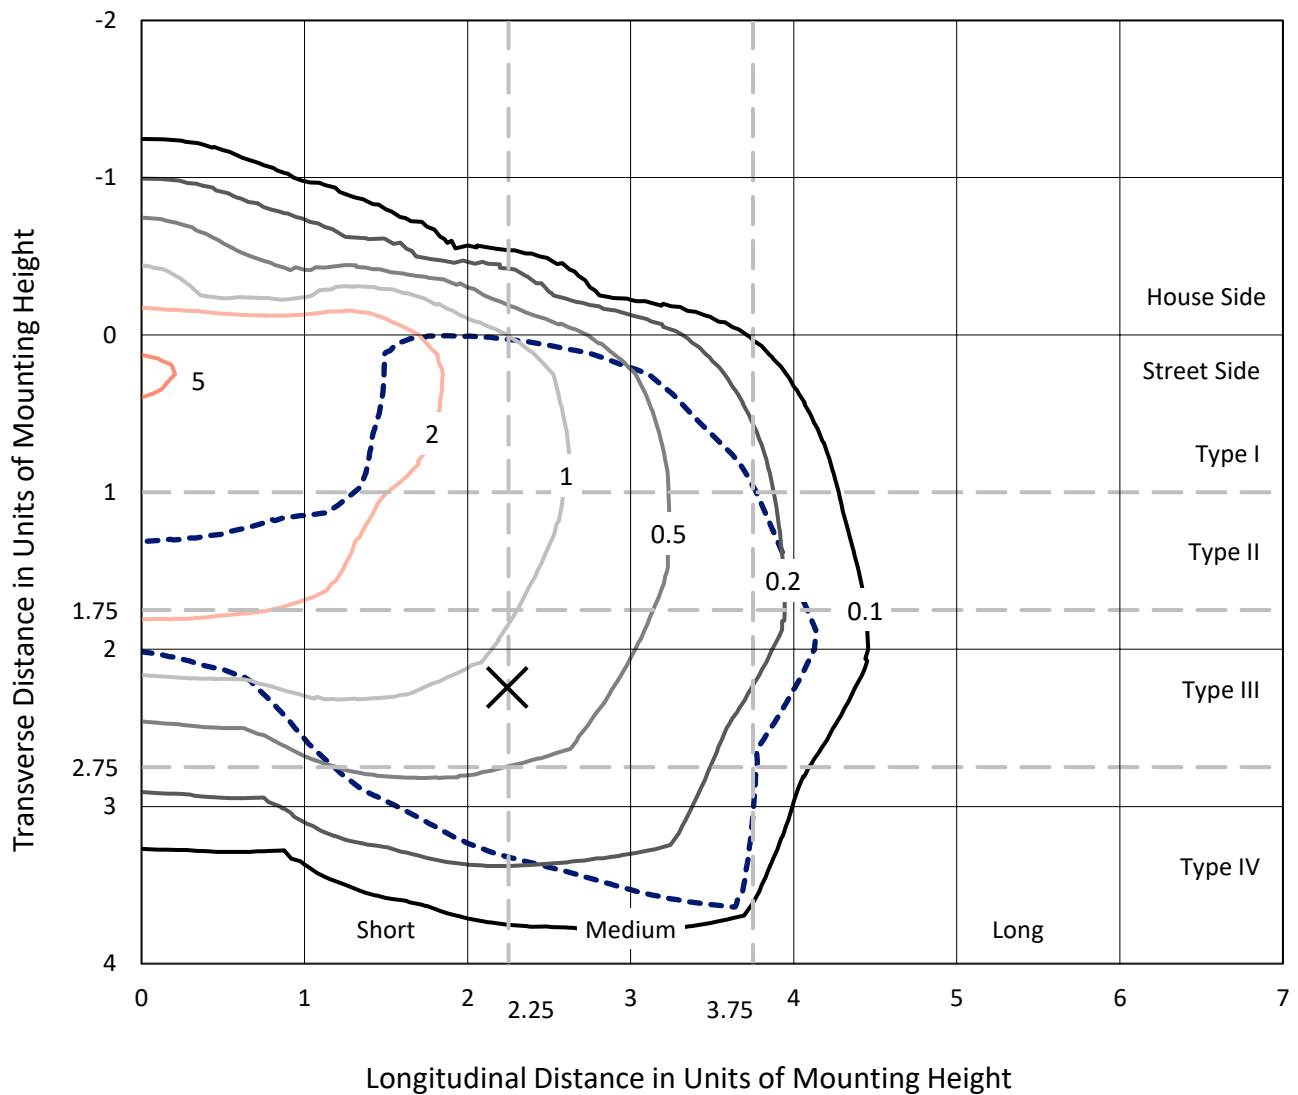 -2
-1
House Side
0
Street Side
5
2
Type I
1
1
0.5
Type II
0.2
1.75
0.1
2
Type III
2.75
3
Type IV
Short
Medium
Long
4
0
1
2
2.25
3
3.75
4
5
6
7
Transverse Distance in Units of Mounting Height
Longitudinal Distance in Units of Mounting Height